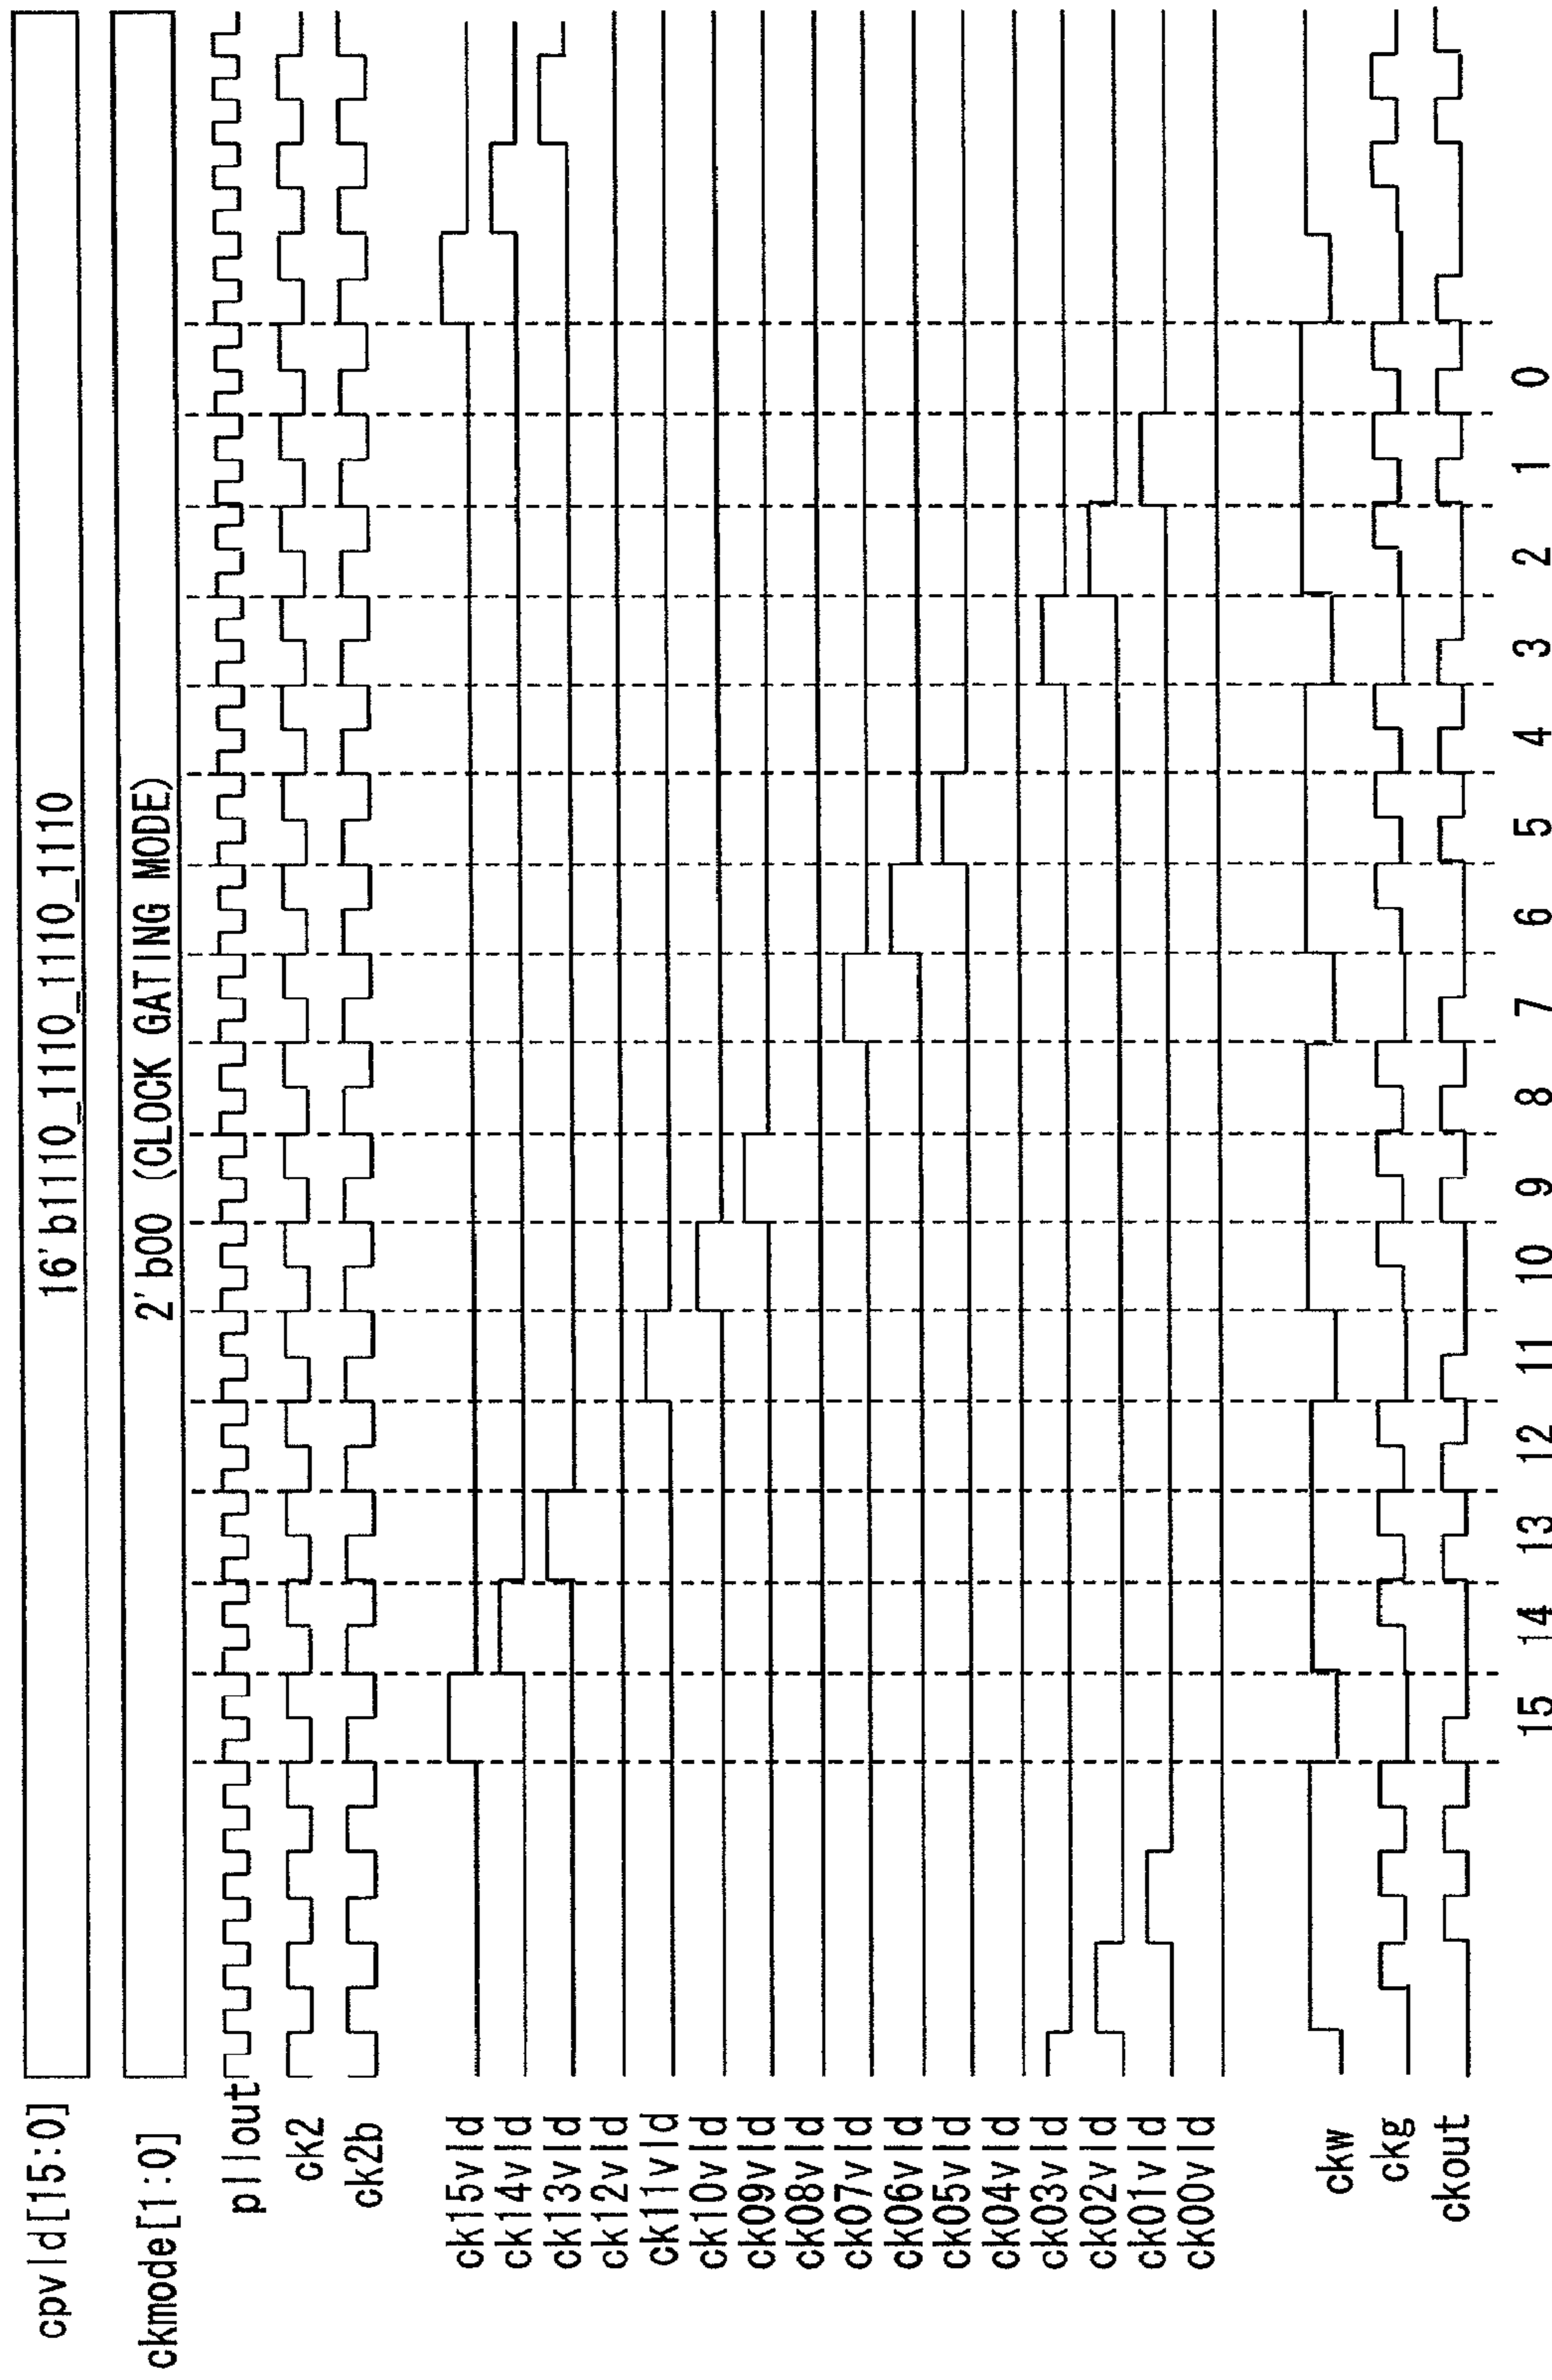 cpvld[15:0]
16'b1110_1110_1110_1110
ckmode[1:0]
2'b00 (CLOCK GATING MODE)
pllout
ck2
ck2b
ck15vld
ck14vld
ck13vld
ck12vld
ck11vld
ck10vld
ck09vld
ck08vld
ck07vld
ck06vld
ck05vld
ck04vld
ck03vld
ck02vld
ck01vld
ck00vld
ckw
ckg
ckout
15 14 13 12 11 10 9 8 7 6 5 4 3 2 1 0